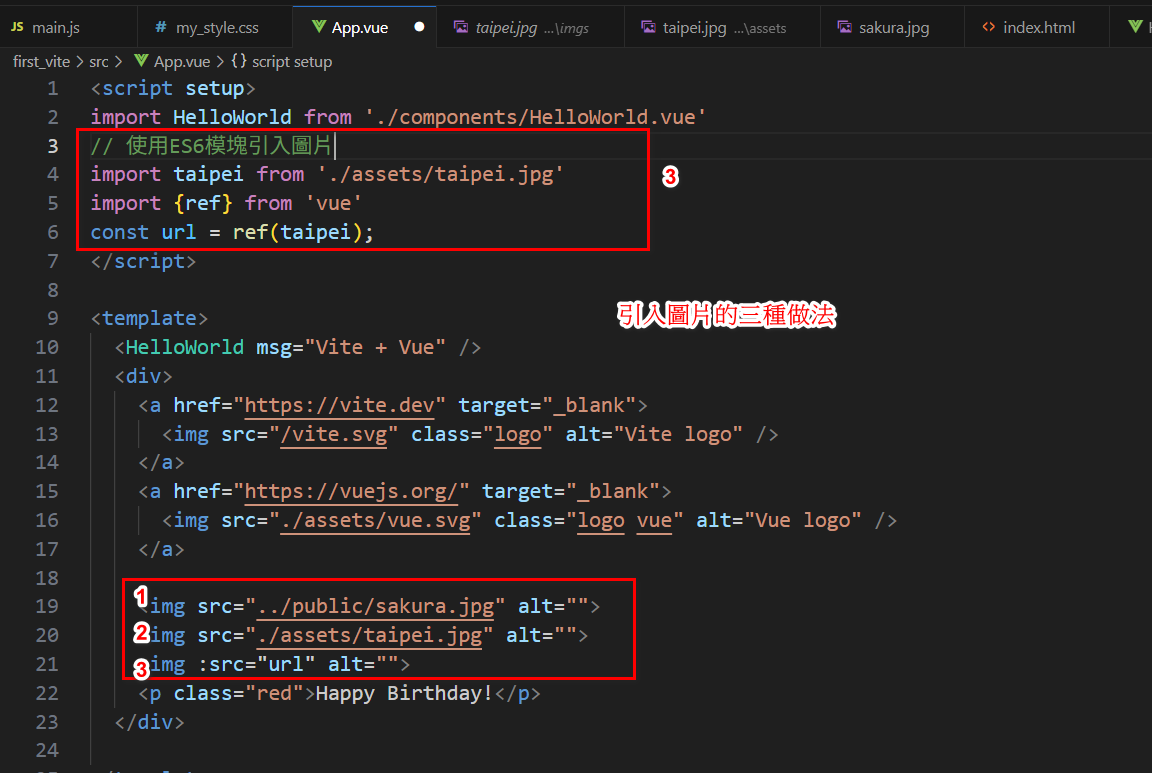 main.js
my_style.css
App.vue
taipei.jpg ...\imgs
taipei.jpg ...\assets
sakura.jpg
index.html
first_vite > src > App.vue > {} script setup
1 <script setup>
2 import HelloWorld from './components/HelloWorld.vue'
3 // 使用ES6模塊引入圖片
4 import taipei from './assets/taipei.jpg'
3
5 import {ref} from 'vue'
6 const url = ref(taipei);
7 </script>
8
引入圖片的三種做法
9 <template>
10 <HelloWorld msg="Vite + Vue" />
11 <div>
12 <a href="https://vite.dev" target="_blank">
13 <img src="/vite.svg" class="logo" alt="Vite logo" />
14 </a>
15 <a href="https://vuejs.org/" target="_blank">
16 <img src="./assets/vue.svg" class="logo vue" alt="Vue logo" />
17 </a>
18
19 1 img src="../public/sakura.jpg" alt="">
20 2 img src="./assets/taipei.jpg" alt="">
21 3 img :src="url" alt="">
22 <p class="red">Happy Birthday!</p>
23 </div>
24